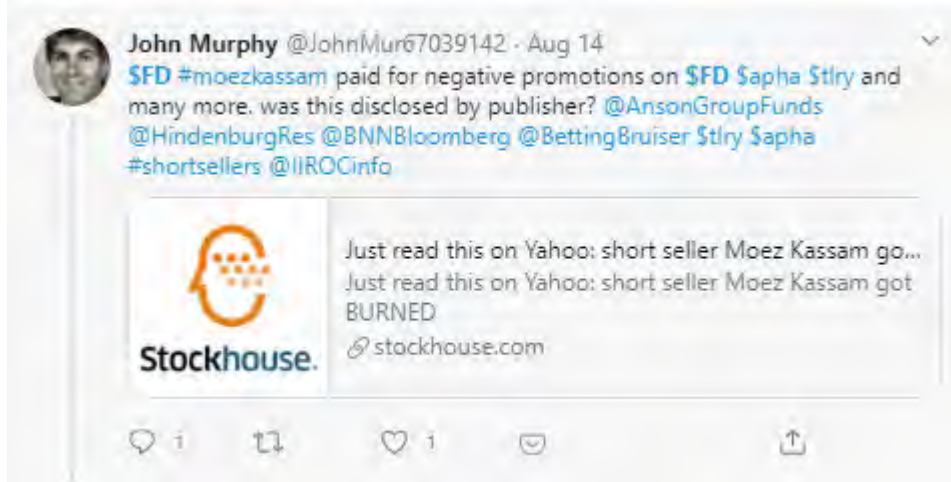 John Murphy @JohnMur67039142 · Aug 14
$FD #moezkassam paid for negative promotions on $FD $apha $tlry and
many more. was this disclosed by publisher? @AnsonGroupFunds
@HindenburgRes @BNNBloomberg @BettingBruiser $tlry $apha
#shortsellers @IIROCinfo
Just read this on Yahoo: short seller Moez Kassam go...
Just read this on Yahoo: short seller Moez Kassam got
BURNED
stockhouse.com
Stockhouse.
1
1